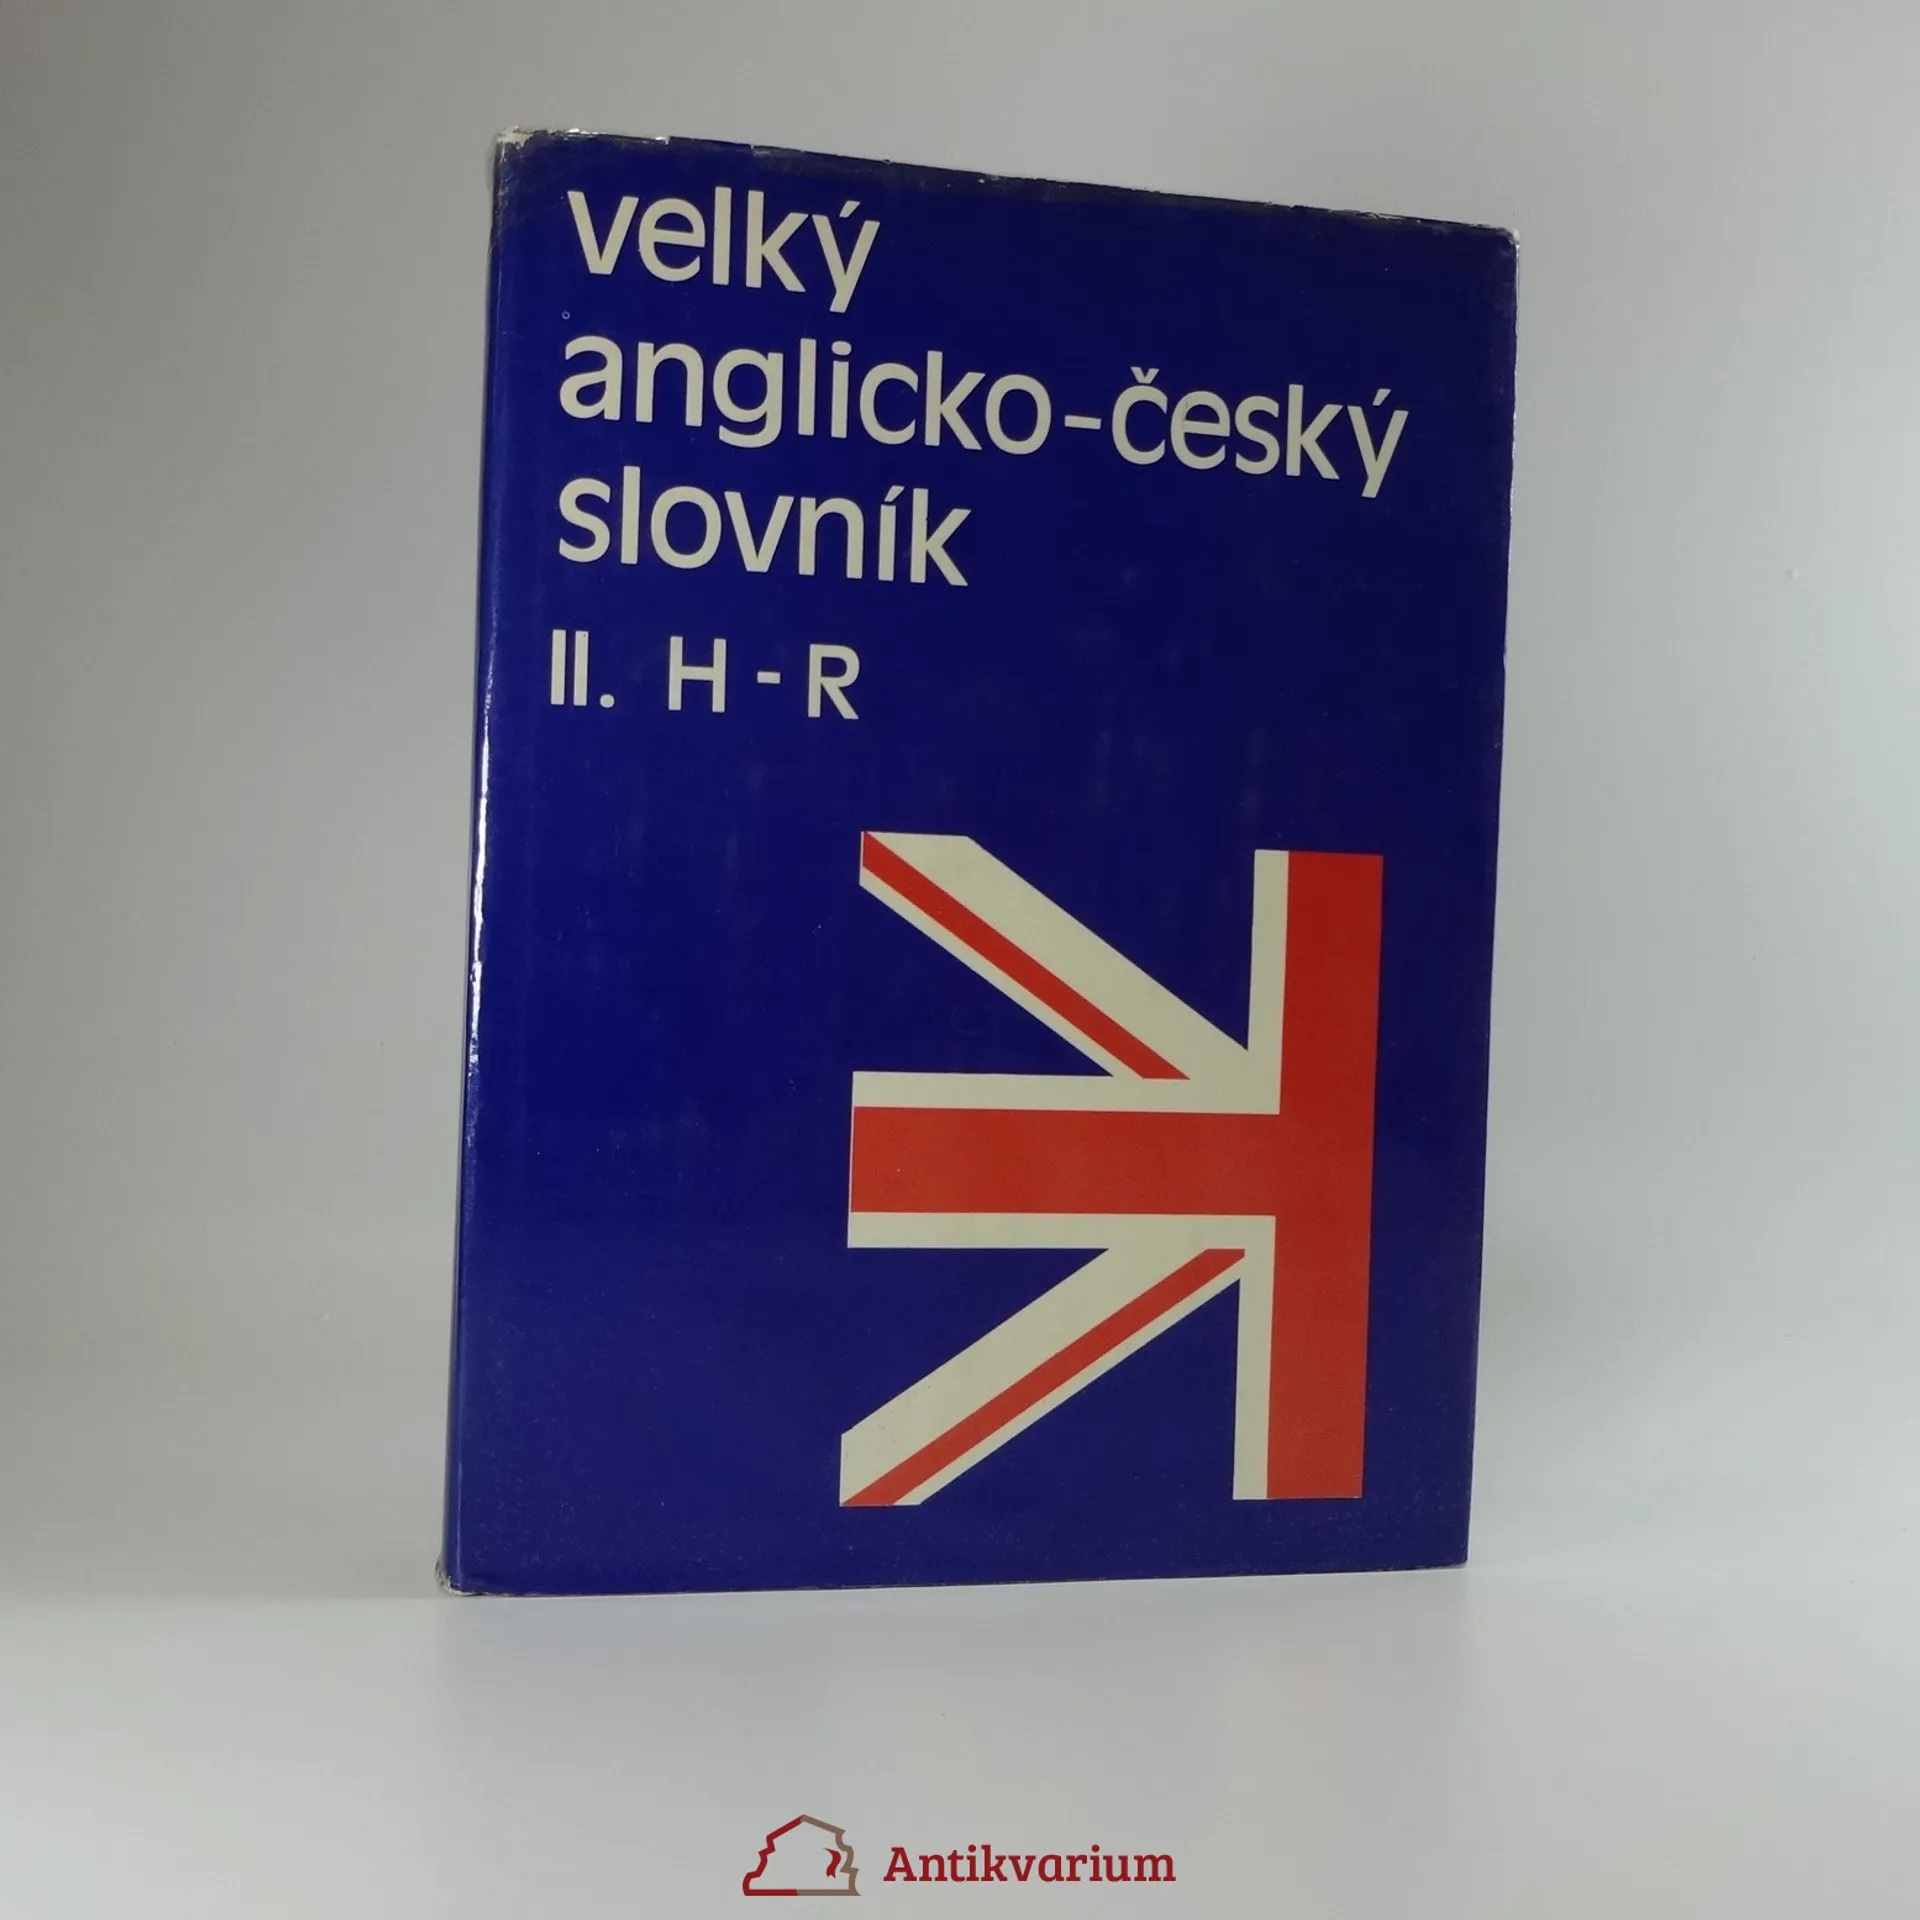 velký
anglicko-český
slovník
II. H-R
Antikvarium